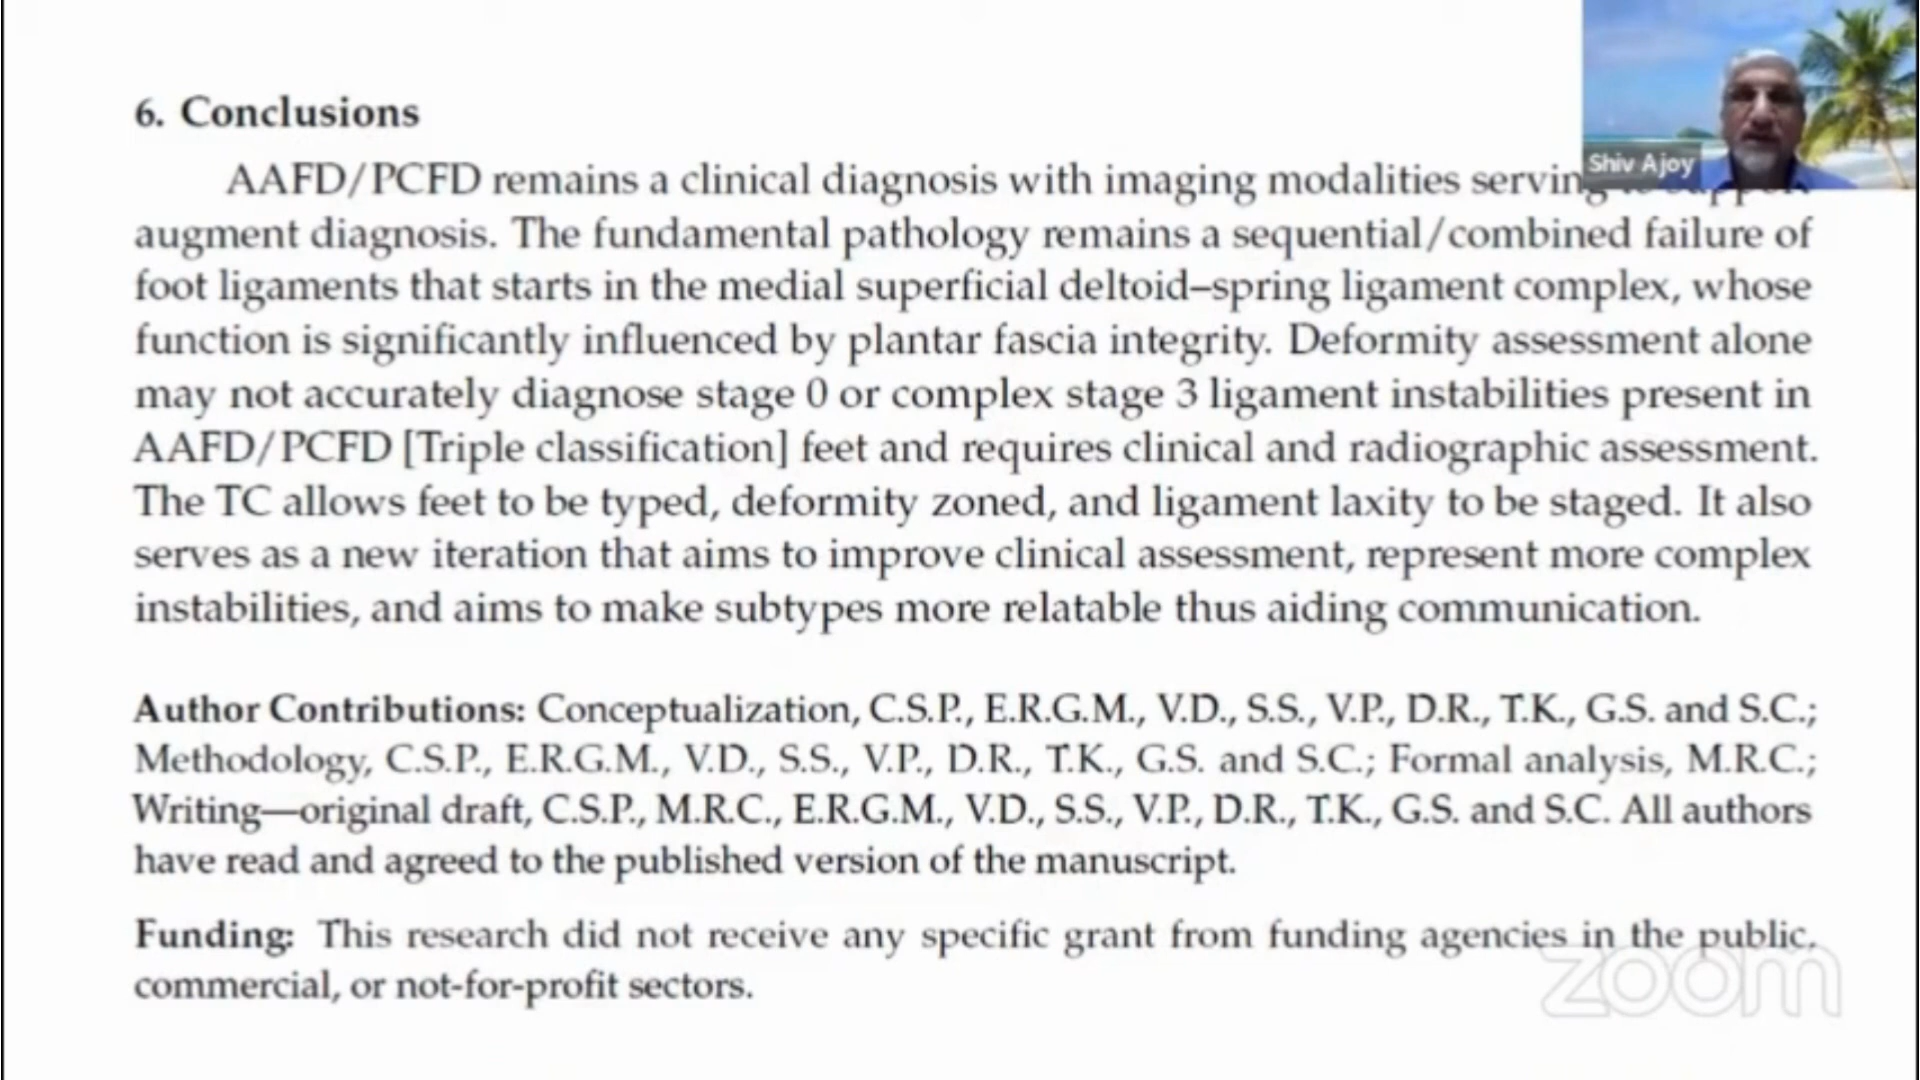 6. Conclusions
Shiv Ajoy
AAFD/PCFD remains a clinical diagnosis with imaging modalities serving to support
augment diagnosis. The fundamental pathology remains a sequential/combined failure of
foot ligaments that starts in the medial superficial deltoid–spring ligament complex, whose
function is significantly influenced by plantar fascia integrity. Deformity assessment alone
may not accurately diagnose stage 0 or complex stage 3 ligament instabilities present in
AAFD/PCFD [Triple classification] feet and requires clinical and radiographic assessment.
The TC allows feet to be typed, deformity zoned, and ligament laxity to be staged. It also
serves as a new iteration that aims to improve clinical assessment, represent more complex
instabilities, and aims to make subtypes more relatable thus aiding communication.
Author Contributions: Conceptualization, C.S.P., E.R.G.M., V.D., S.S., V.P., D.R., T.K., G.S. and S.C.;
Methodology, C.S.P., E.R.G.M., V.D., S.S., V.P., D.R., T.K., G.S. and S.C.; Formal analysis, M.R.C.;
Writing—original draft, C.S.P., M.R.C., E.R.G.M., V.D., S.S., V.P., D.R., T.K., G.S. and S.C. All authors
have read and agreed to the published version of the manuscript.
Funding: This research did not receive any specific grant from funding agencies in the public,
commercial, or not-for-profit sectors.
zoom